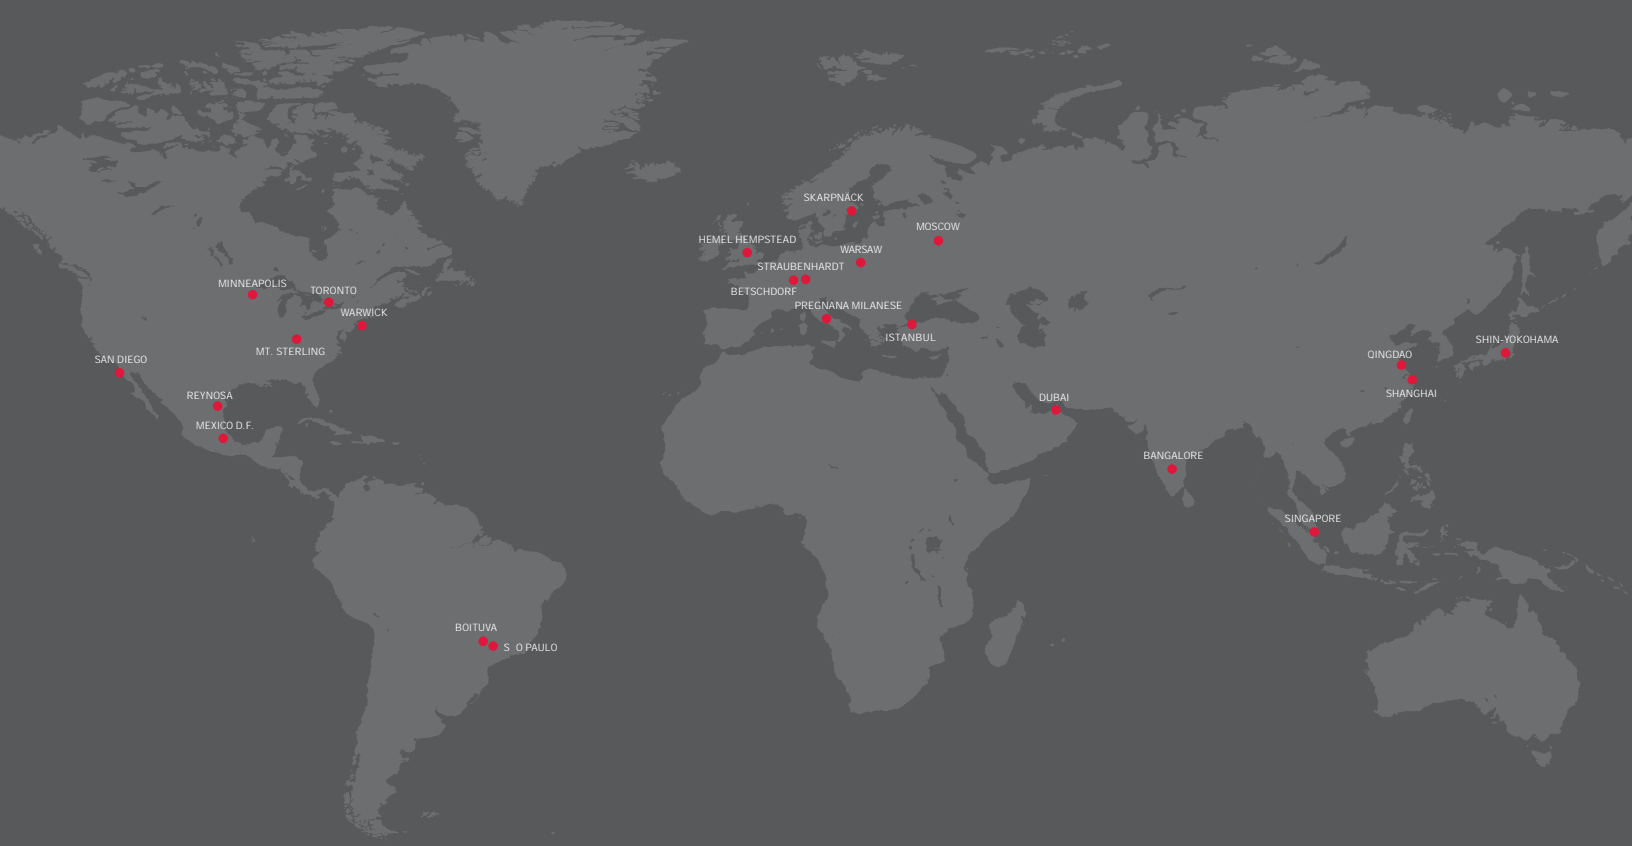 SKARPNÄCK
MOSCOW
HEMEL HEMPSTEAD
WARSAW
STRAUBENHARDT
MINNEAPOLIS
TORONTO
BETSCHDORF
PREGNANA MILANESE
WARWICK
ISTANBUL
SHIN-YOKOHAMA
MT. STERLING
QINGDAO
SAN DIEGO
SHANGHAI
REYNOSA
DUBAI
MEXICO D.F.
BANGALORE
SINGAPORE
BOITUVA
S O PAULO